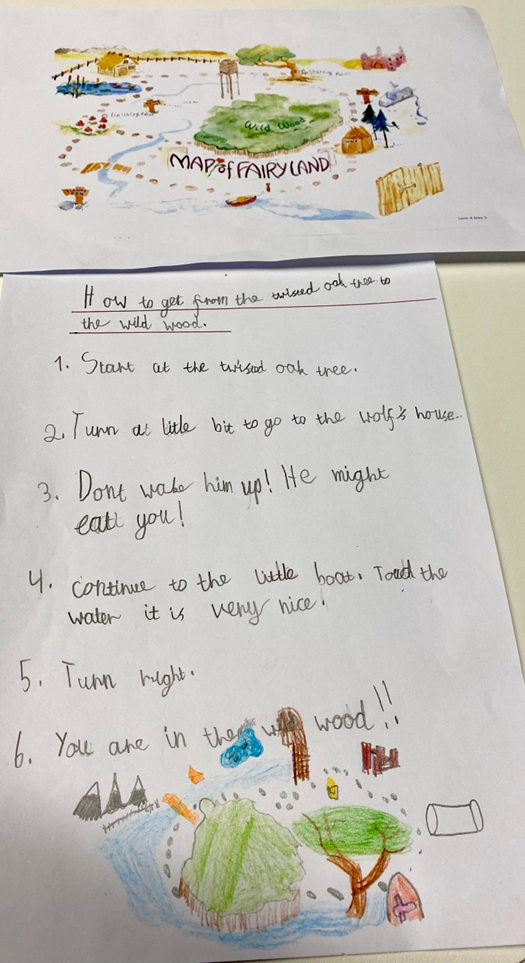 Wild Wood
MAP of FAIRYLAND
How to get from the twisted oak tree to
the wild wood.
1. Start at the twisted oak tree.
2. Turn at little bit to go to the wolf's house..
3. Dont wake him up! He might
eat you!
4. continue to the little boat. Touch the
water it is very nice.
5. Turn right.
6. You are in the wild wood!!